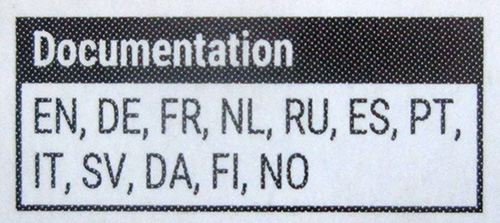 Documentation
EN, DE, FR, NL, RU, ES, PT,
IT, SV, DA, FI, NO